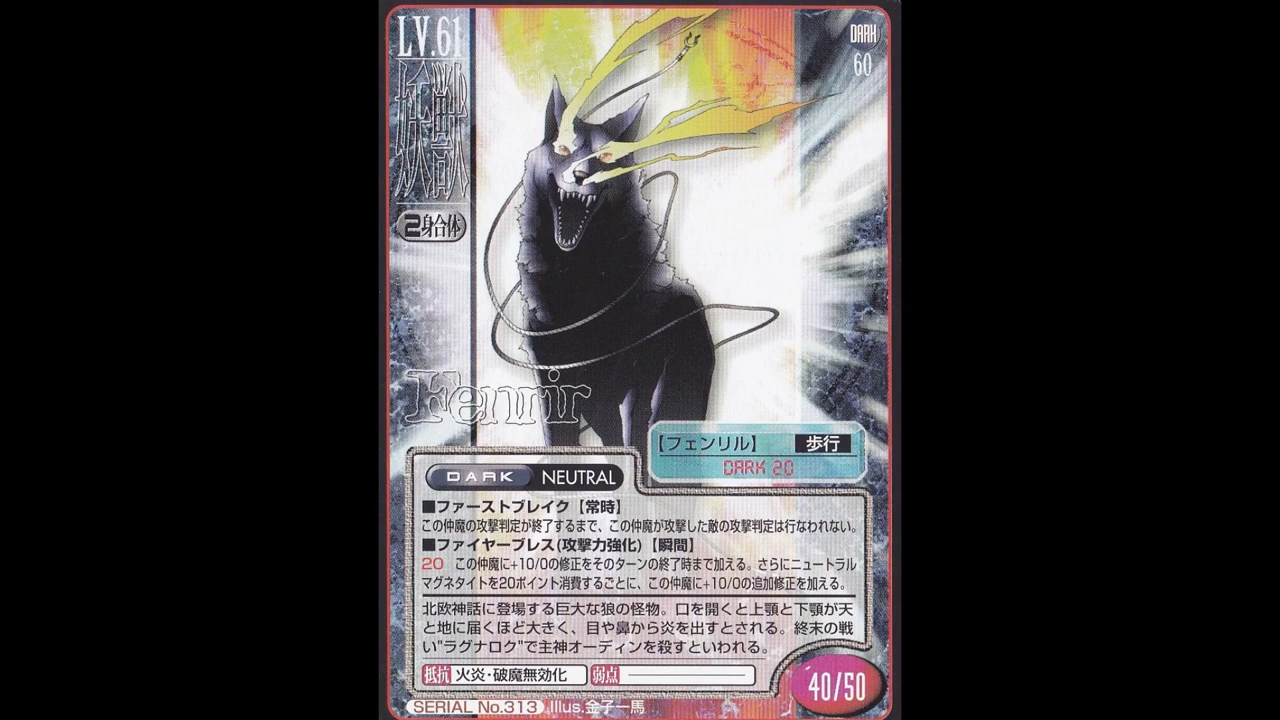 LV.61
DARK
60
妖獣
2身合体
Fenrir
【フェンリル】 歩行
DARK 20
DARK NEUTRAL
■ファーストブレイク【常時】
この仲魔の攻撃判定が終了するまで、この仲魔が攻撃した敵の攻撃判定は行なわれない。
■ファイヤーブレス(攻撃力強化)【瞬間】
20 この仲魔に+10/0の修正をそのターンの終了時まで加える。さらにニュートラル
マグネタイトを20ポイント消費するごとに、この仲魔に+10/0の追加修正を加える。
北欧神話に登場する巨大な狼の怪物。口を開くと上顎と下顎が天
と地に届くほど大きく、目や鼻から炎を出すとされる。終末の戦
い"ラグナロク"で主神オーディンを殺すといわれる。
抵抗 火炎・破魔無効化 弱点
40/50
SERIAL No.313 Illus.金子一馬